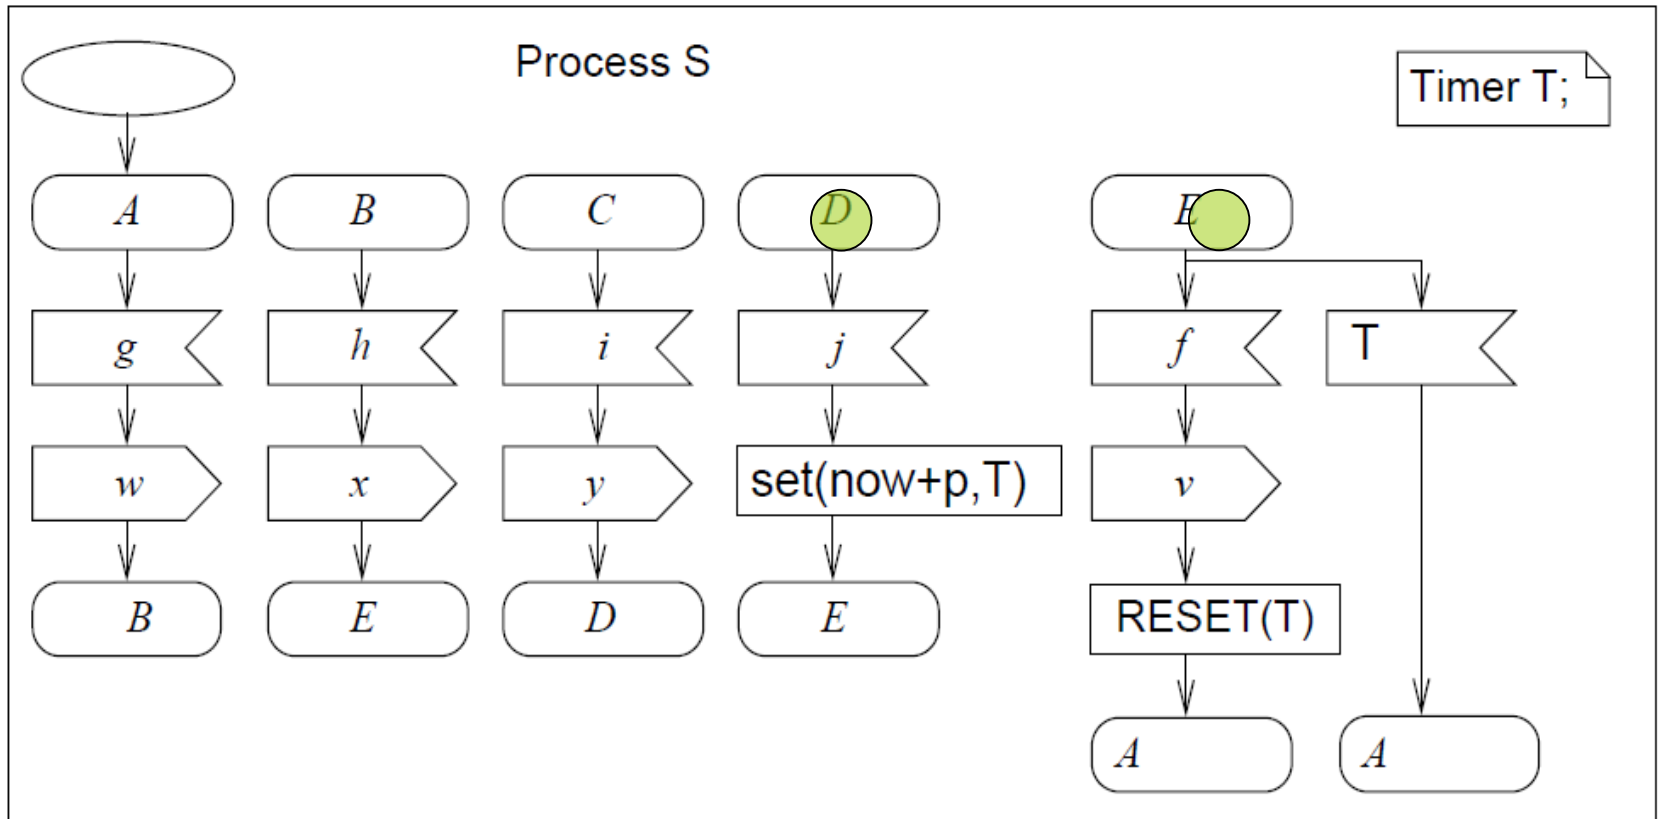 Process S
Timer T;
A
B
C
D
E
g
h
i
j
f
T
w
x
y
set(now+p,T)
v
B
E
D
E
RESET(T)
A
A